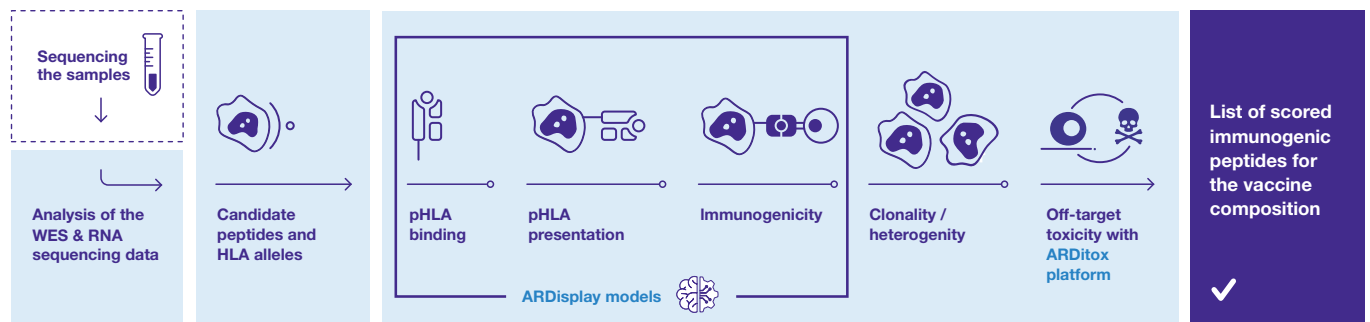 Sequencing
the samples
Analysis of the
WES & RNA
sequencing data
Candidate
peptides and
HLA alleles
pHLA
binding
pHLA
presentation
Immunogenicity
ARDisplay models
Clonality /
heterogenity
Off-target
toxicity with
ARDitox
platform
List of scored
immunogenic
peptides for
the vaccine
composition